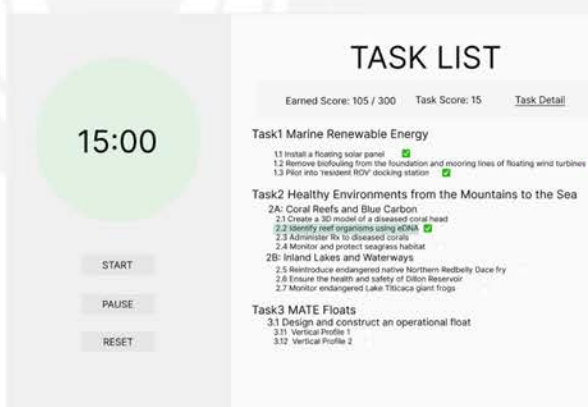 15:00
START
PAUSE
RESET
TASK LIST
Earned Score: 105 / 300 Task Score: 15 Task Detail
Task1 Marine Renewable Energy
1.1 Install a floating solar panel ✅
1.2 Remove biofouling from the foundation and mooring lines of floating wind turbines
1.3 Pilot into 'resident ROV' docking station ✅
Task2 Healthy Environments from the Mountains to the Sea
2A: Coral Reefs and Blue Carbon
2.1 Create a 3D model of a diseased coral head
2.2 Identify reef organisms using eDNA ✅
2.3 Administer Rx to diseased corals
2.4 Monitor and protect seagrass habitat
2B: Inland Lakes and Waterways
2.5 Reintroduce endangered native Northern Redbelly Dace fry
2.6 Ensure the health and safety of Dillon Reservoir
2.7 Monitor endangered Lake Titicaca giant frogs
Task3 MATE Floats
3.1 Design and construct an operational float
3.11 Vertical Profile 1
3.12 Vertical Profile 2